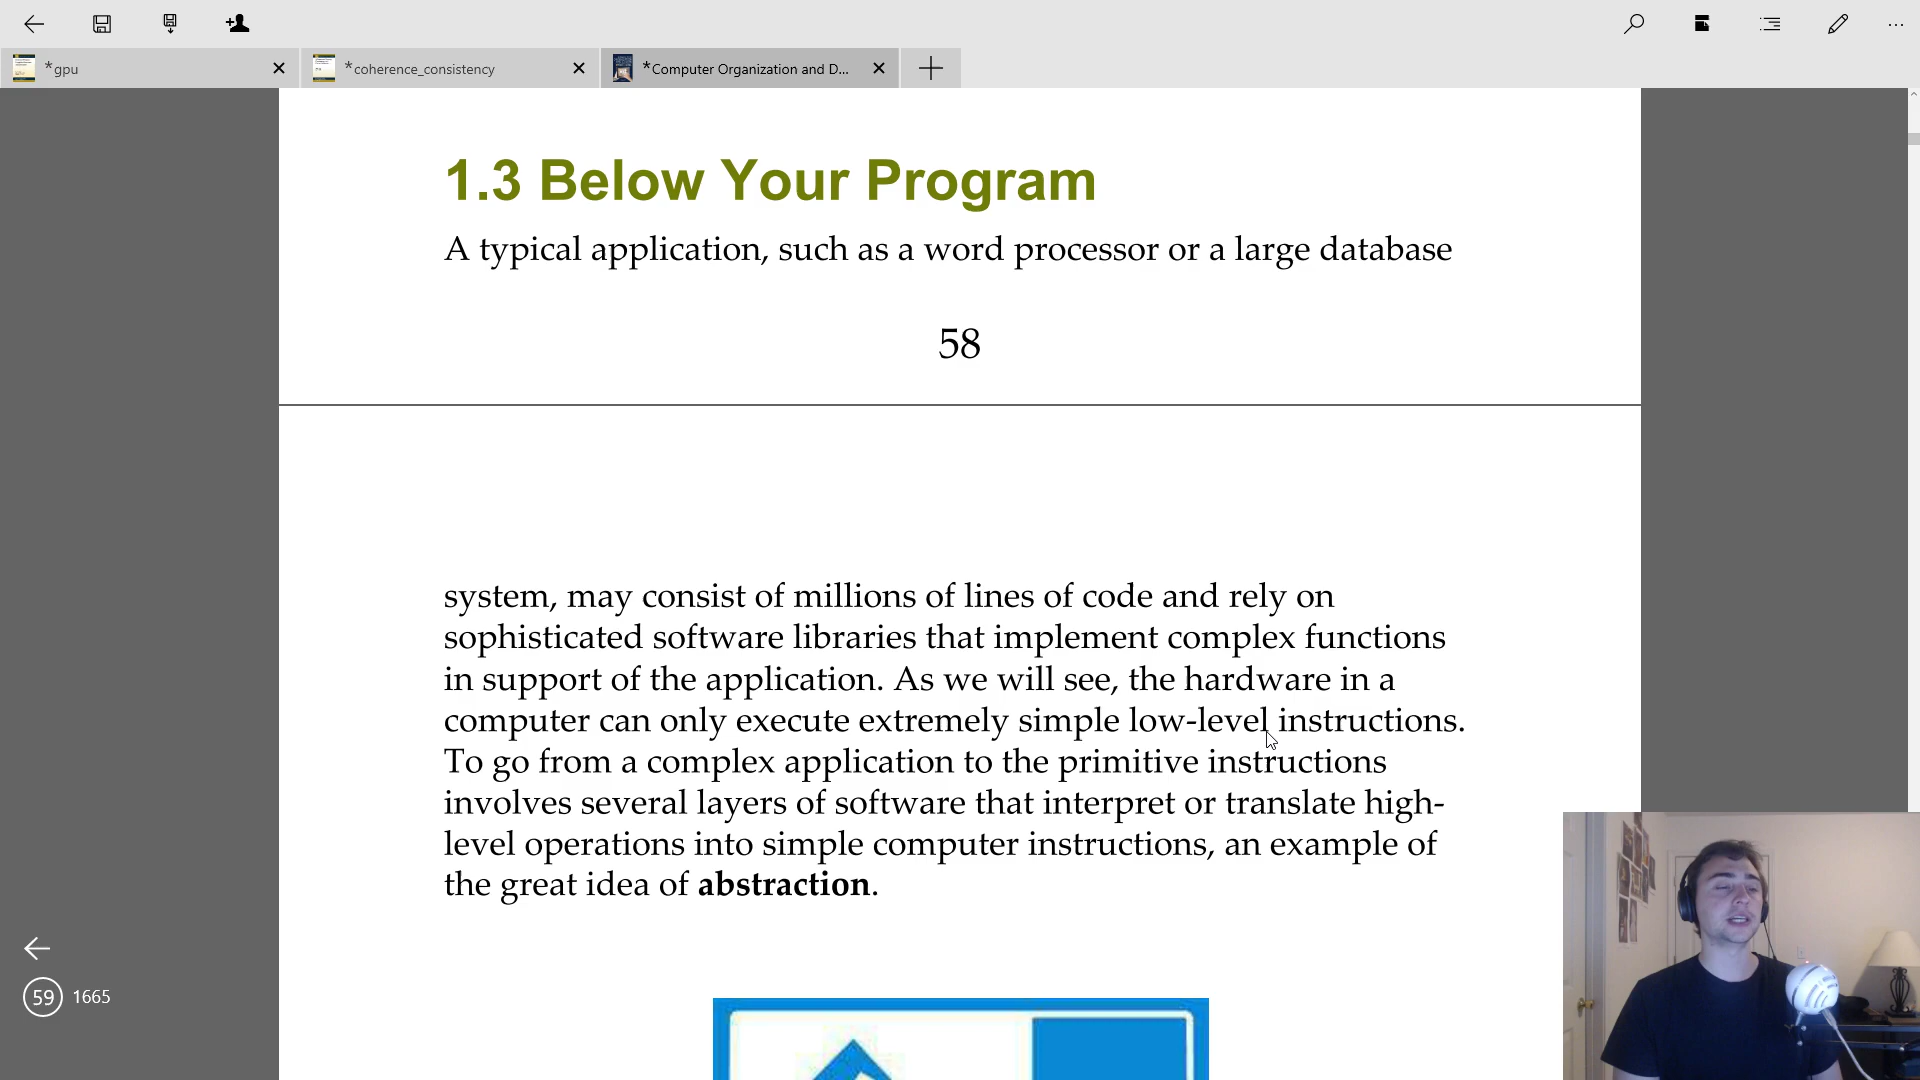 *gpu
*coherence_consistency
*Computer Organization and D...
1.3 Below Your Program
A typical application, such as a word processor or a large database
58
system, may consist of millions of lines of code and rely on
sophisticated software libraries that implement complex functions
in support of the application. As we will see, the hardware in a
computer can only execute extremely simple low-level instructions.
To go from a complex application to the primitive instructions
involves several layers of software that interpret or translate high-
level operations into simple computer instructions, an example of
the great idea of abstraction.
59 1665